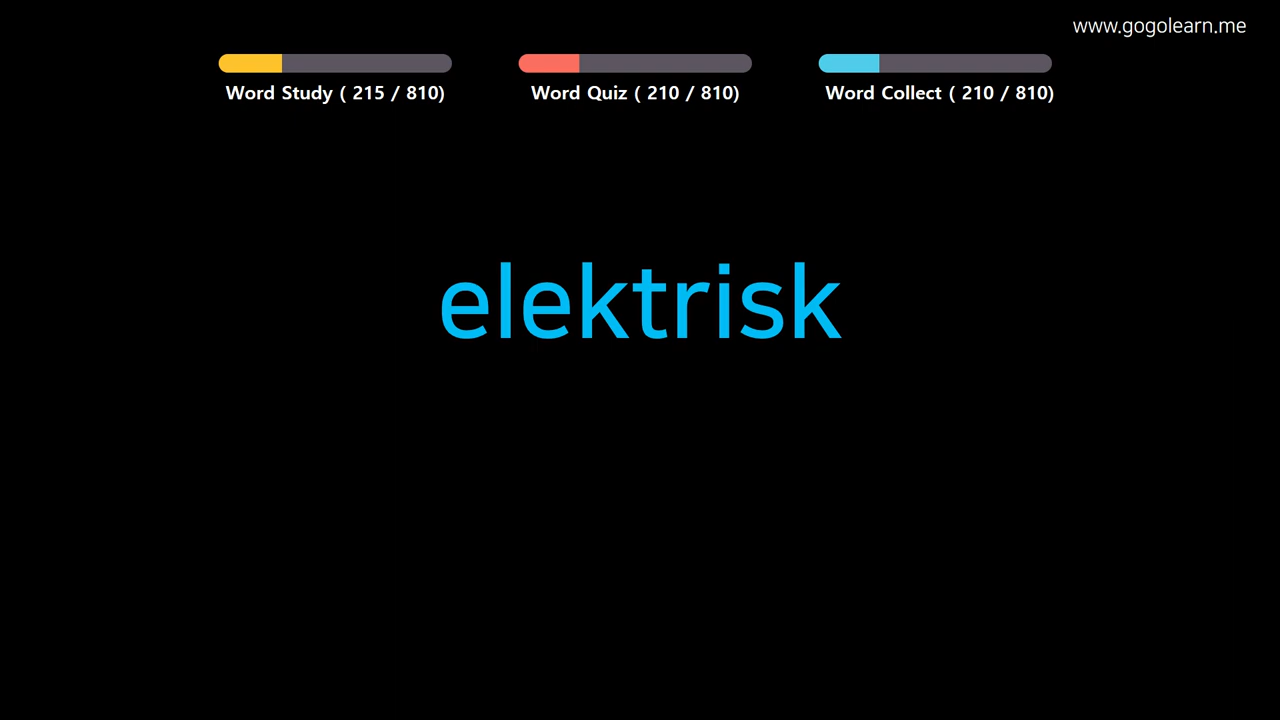 www.gogolearn.me
Word Study ( 215 / 810)
Word Quiz ( 210 / 810)
Word Collect ( 210 / 810)
elektrisk